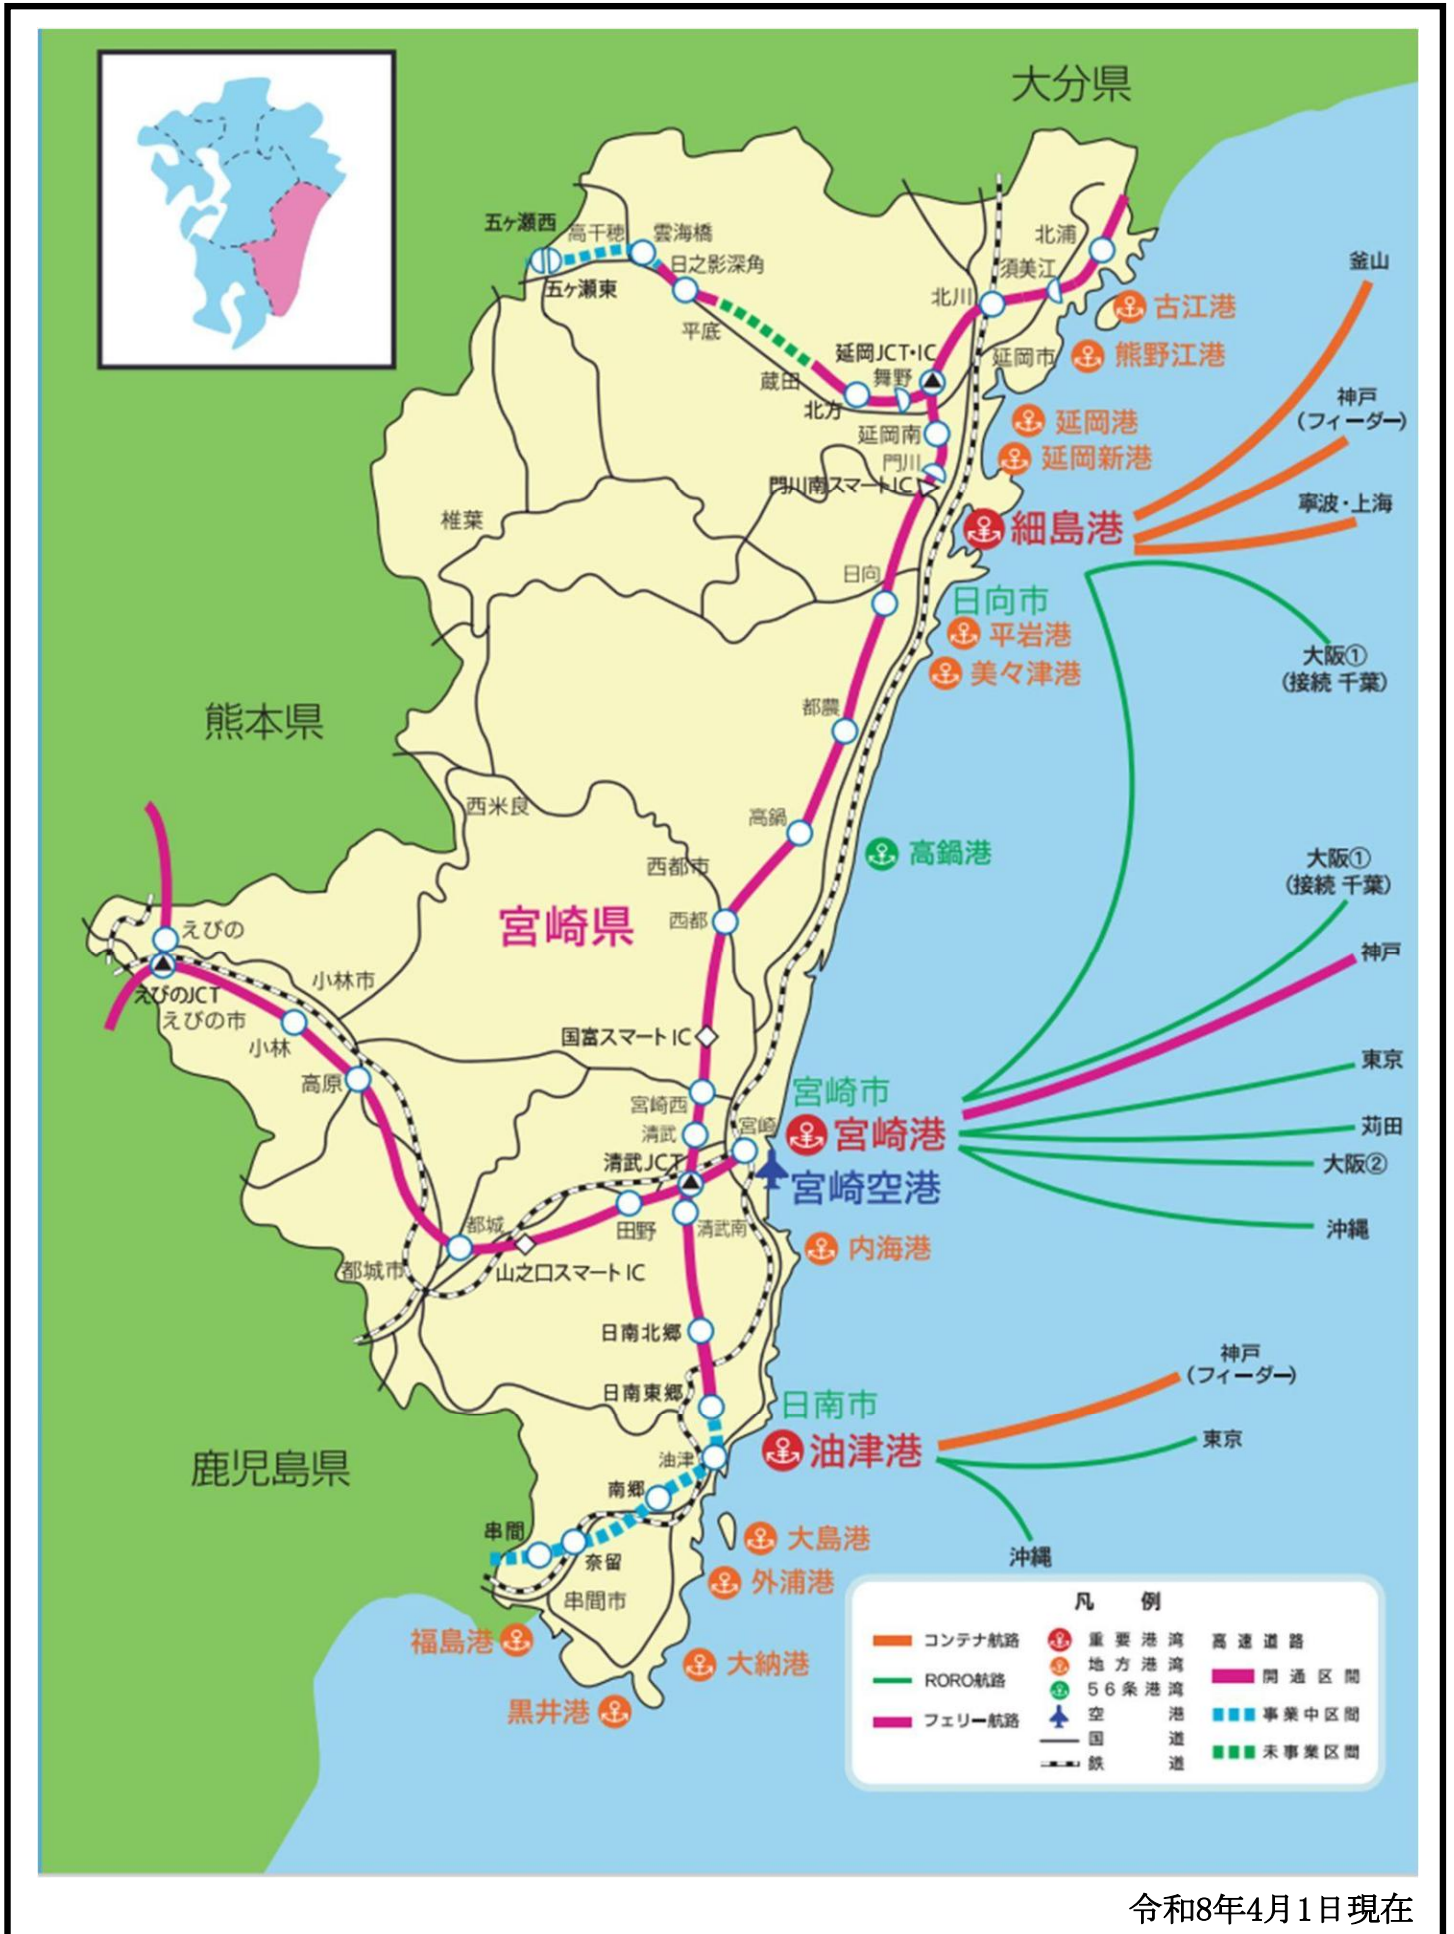 大分県
五ヶ瀬西
高千穂
雲海橋
日之影深角
五ヶ瀬東
平底
蔵田
北方
舞野
延岡JCT・IC
北川
須美江
北浦
延岡市
延岡南
門川
門川南スマートIC
古江港
熊野江港
延岡港
延岡新港
細島港
釜山
神戸
(フィーダー)
寧波・上海
椎葉
日向
日向市
平岩港
美々津港
大阪①
(接続 千葉)
熊本県
都農
西米良
高鍋
高鍋港
西都市
西都
宮崎県
えびの
えびのJCT
えびの市
小林市
小林
高原
国富スマートIC
宮崎西
清武
清武JCT
宮崎
宮崎市
宮崎港
宮崎空港
大阪①
(接続 千葉)
神戸
東京
苅田
大阪②
沖縄
都城
都城市
山之口スマートIC
田野
清武南
内海港
日南北郷
日南東郷
日南市
油津港
神戸
(フィーダー)
東京
沖縄
鹿児島県
油津
南郷
串間
奈留
串間市
大島港
外浦港
福島港
大納港
黒井港
凡 例
コンテナ航路
RORO航路
フェリー航路
重要港湾
地方港湾
56条港湾
空 港
国 道
鉄 道
高速道路
開通区間
事業中区間
未事業区間
令和8年4月1日現在